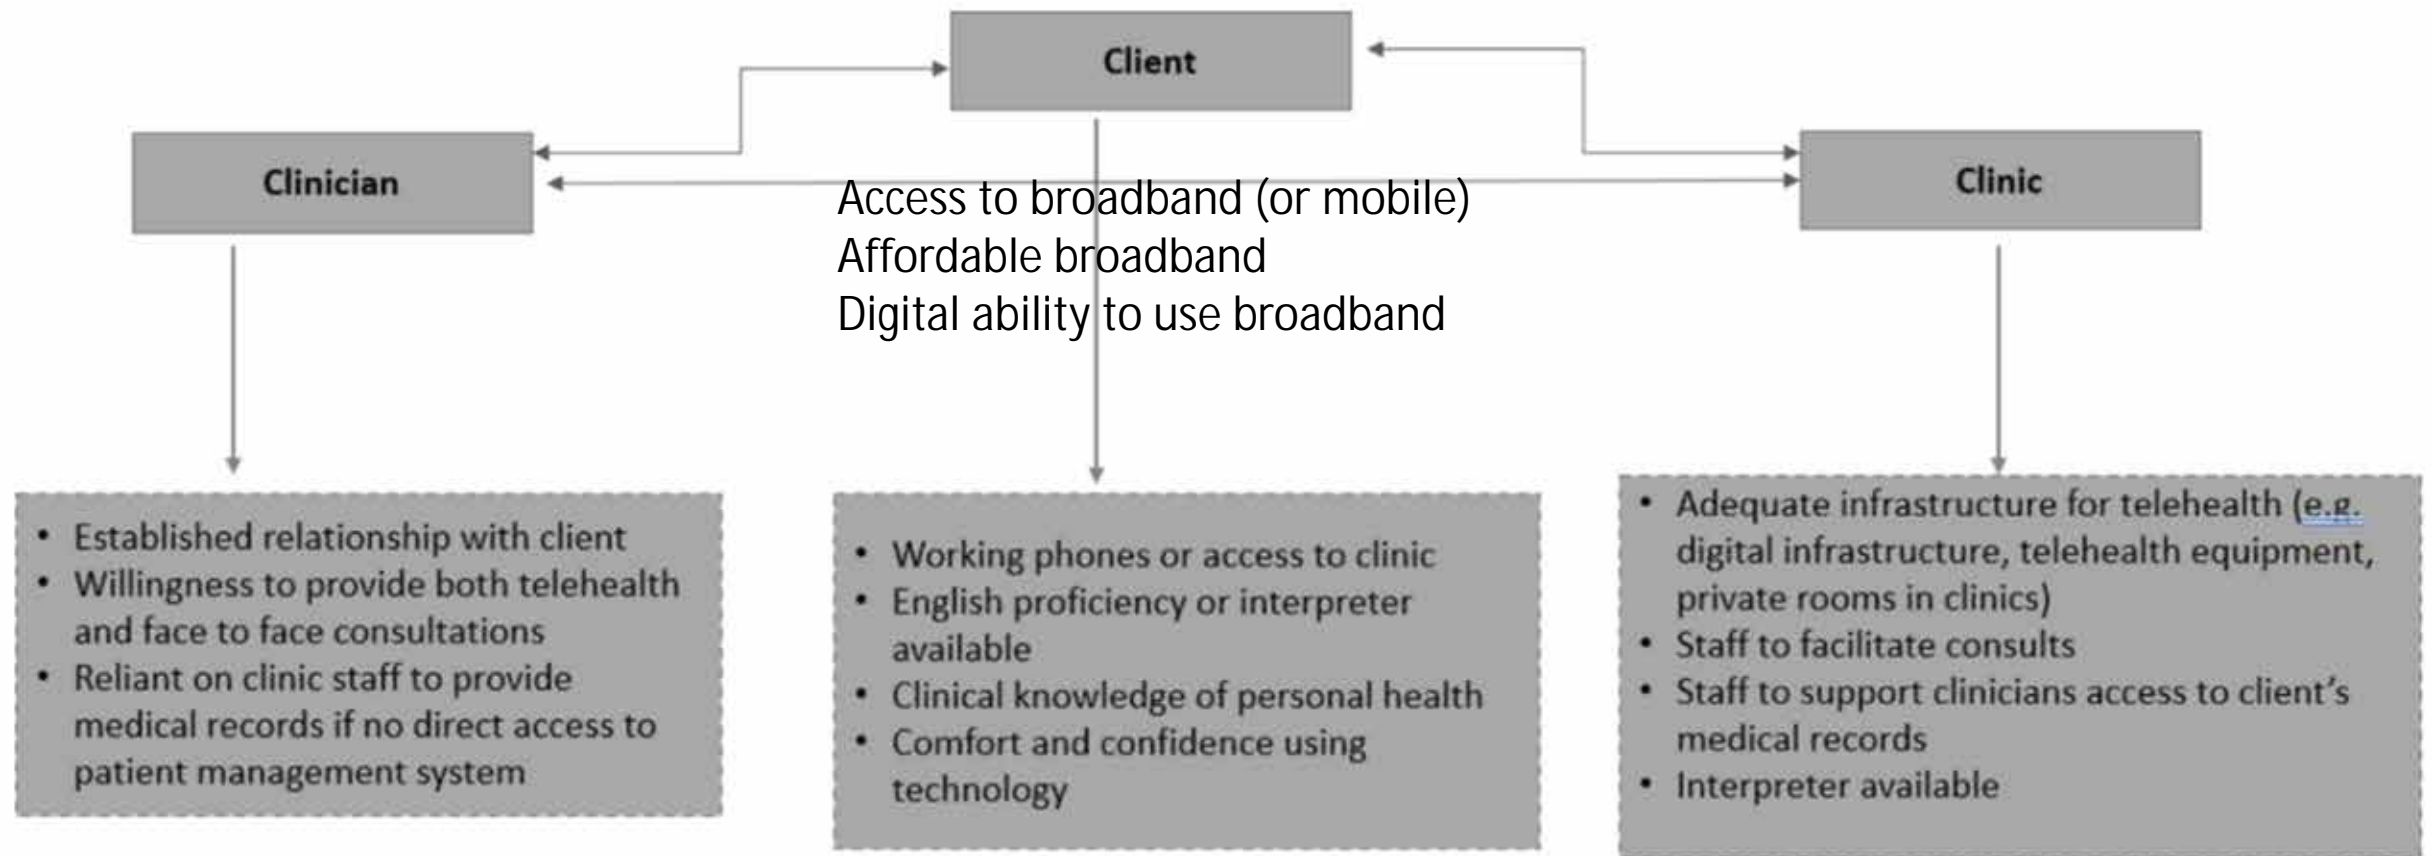 Client
Clinician
Clinic
Access to broadband (or mobile)
Affordable broadband
Digital ability to use broadband
• Established relationship with client
• Willingness to provide both telehealth
and face to face consultations
• Reliant on clinic staff to provide
medical records if no direct access to
patient management system
• Working phones or access to clinic
• English proficiency or interpreter
available
• Clinical knowledge of personal health
• Comfort and confidence using
technology
• Adequate infrastructure for telehealth (e.g.
digital infrastructure, telehealth equipment,
private rooms in clinics)
• Staff to facilitate consults
• Staff to support clinicians access to client’s
medical records
• Interpreter available